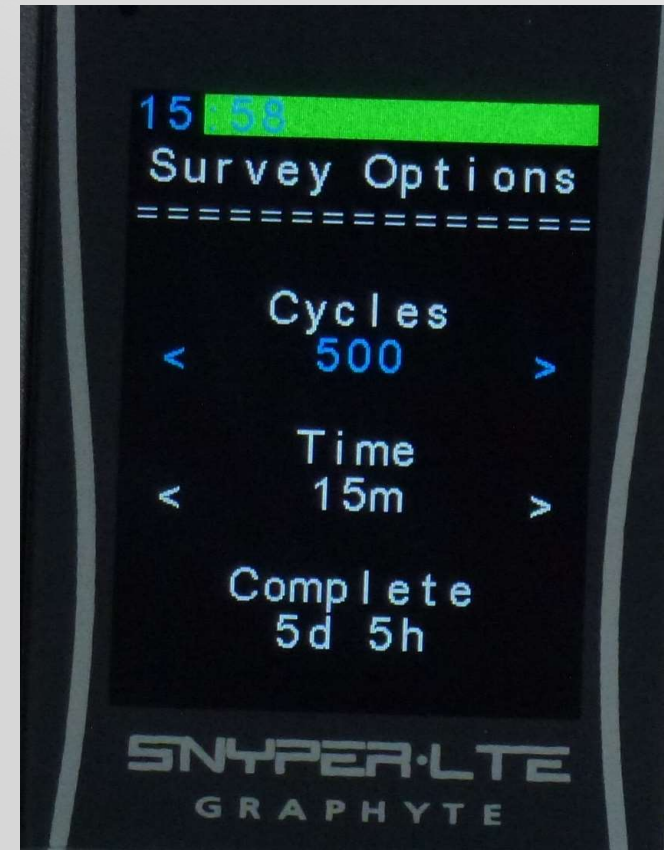 15:58
Survey Options
===============
Cycles
< 500 >
Time
< 15m >
Complete
5d 5h
SNYPER·LTE
GRAPHYTE